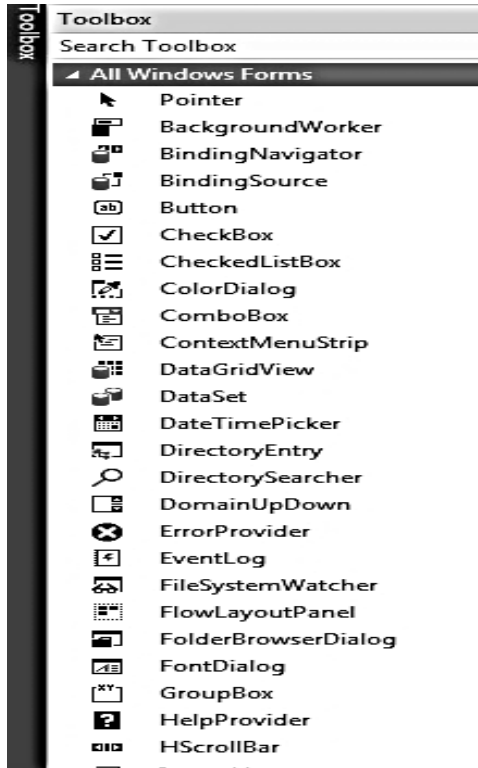 Toolbox
Toolbox
Search Toolbox
All Windows Forms
Pointer
BackgroundWorker
BindingNavigator
BindingSource
Button
CheckBox
CheckedListBox
ColorDialog
ComboBox
ContextMenuStrip
DataGridView
DataSet
DateTimePicker
DirectoryEntry
DirectorySearcher
DomainUpDown
ErrorProvider
EventLog
FileSystemWatcher
FlowLayoutPanel
FolderBrowserDialog
FontDialog
GroupBox
HelpProvider
HScrollBar